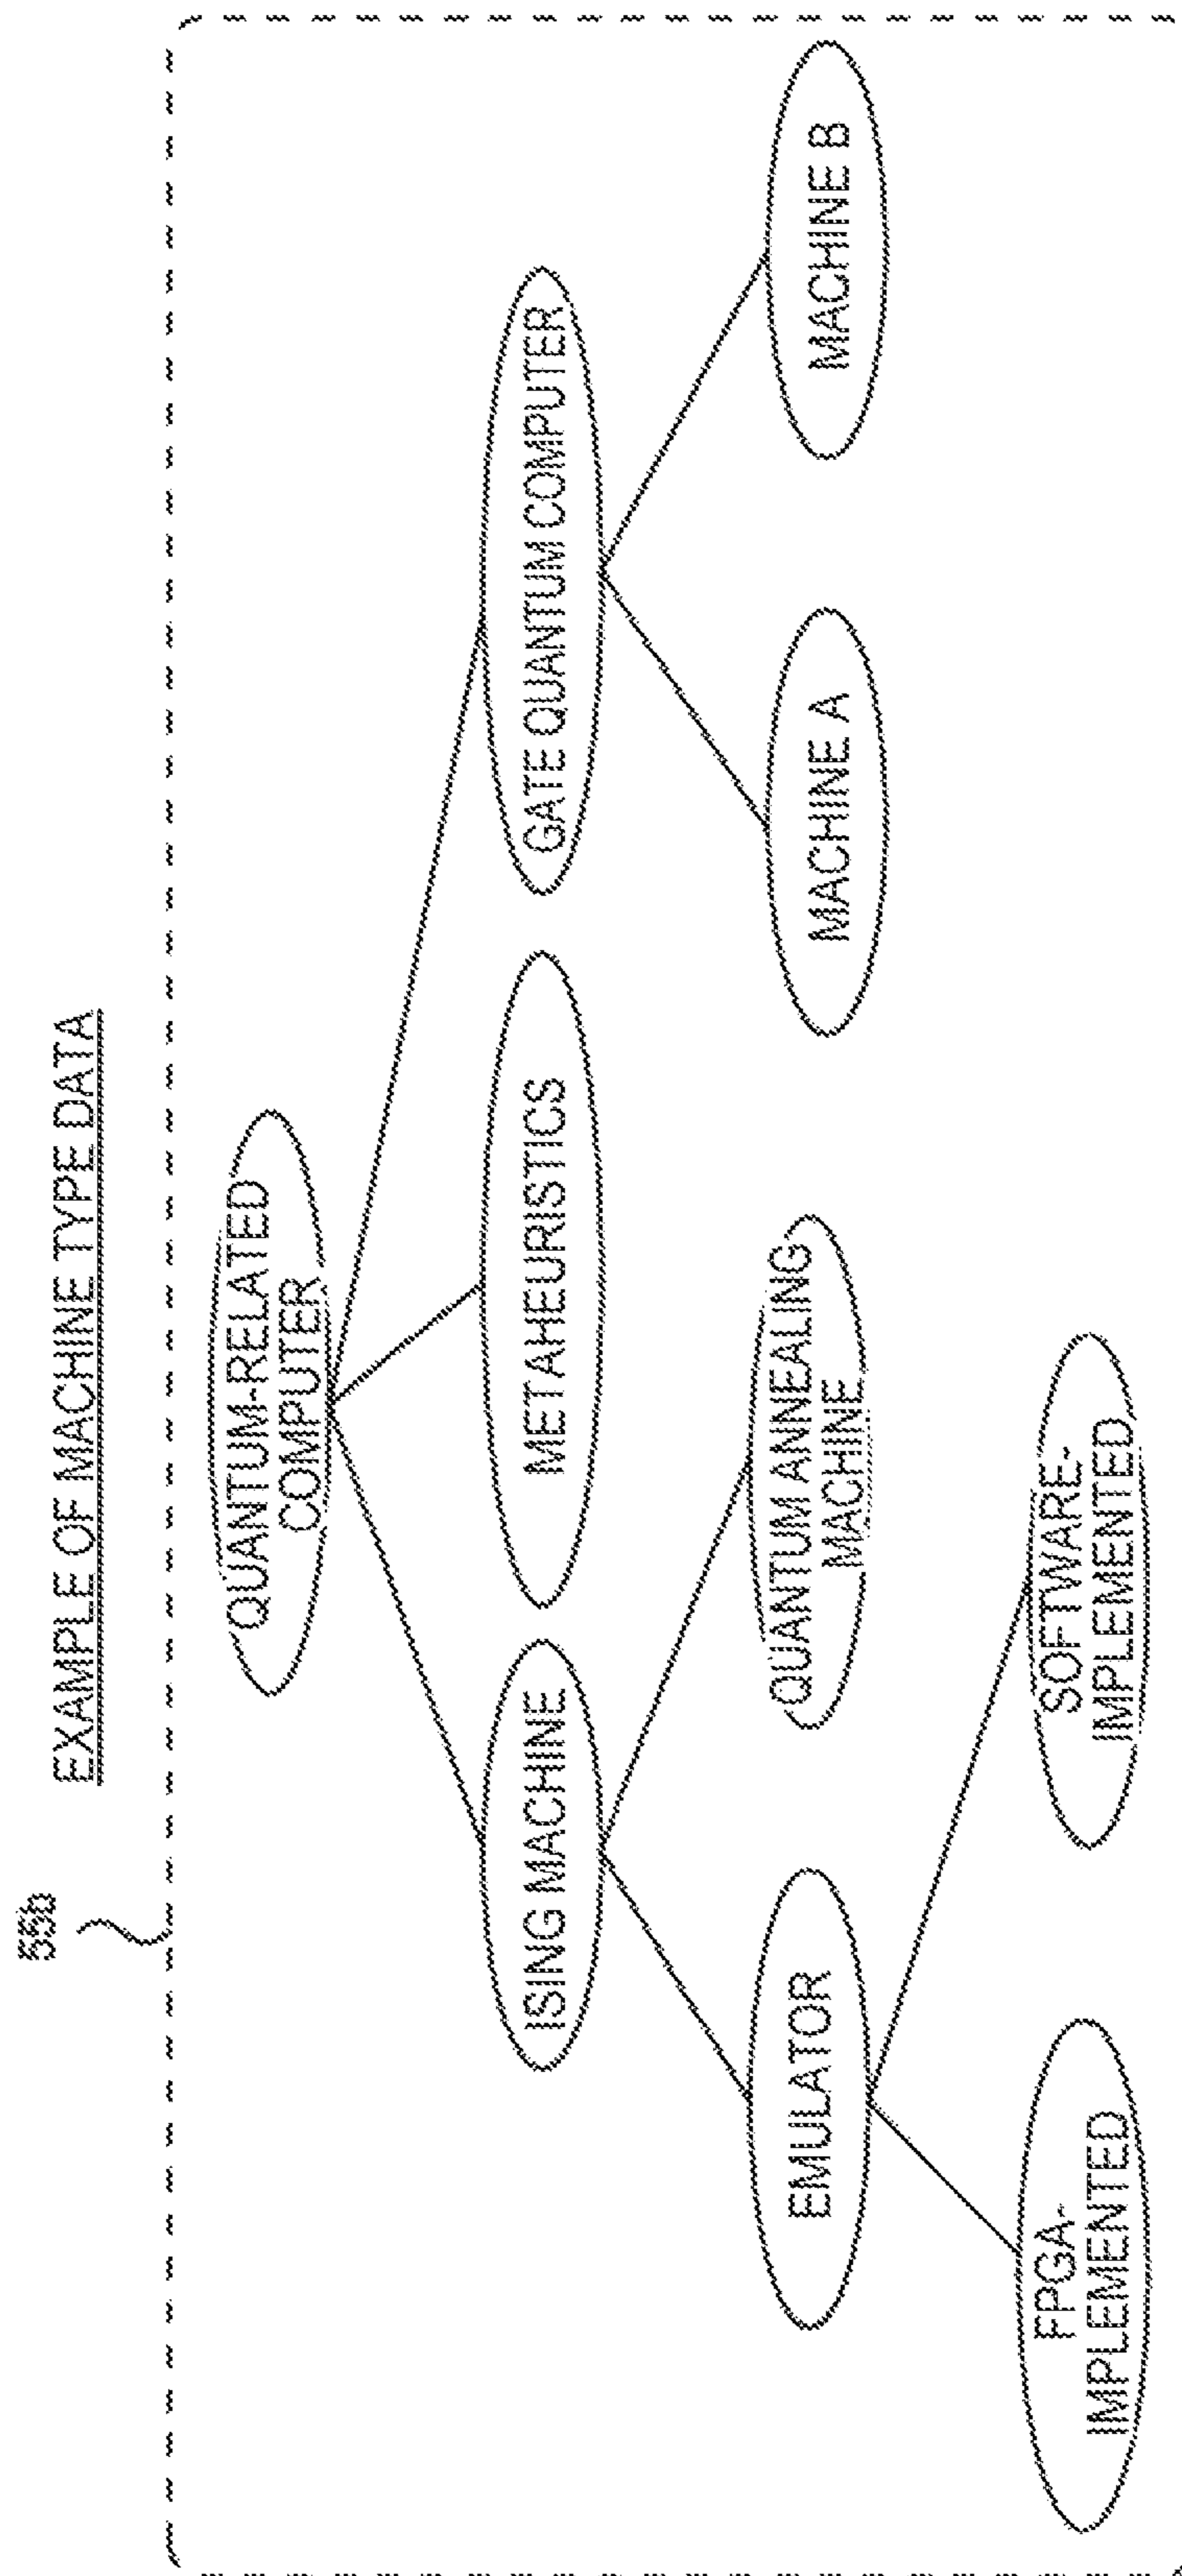 EXAMPLE OF MACHINE TYPE DATA
55b
QUANTUM-RELATED
COMPUTER
ISING MACHINE
METAHEURISTICS
GATE QUANTUM COMPUTER
EMULATOR
QUANTUM ANNEALING
MACHINE
MACHINE A
MACHINE B
FPGA-
IMPLEMENTED
SOFTWARE-
IMPLEMENTED